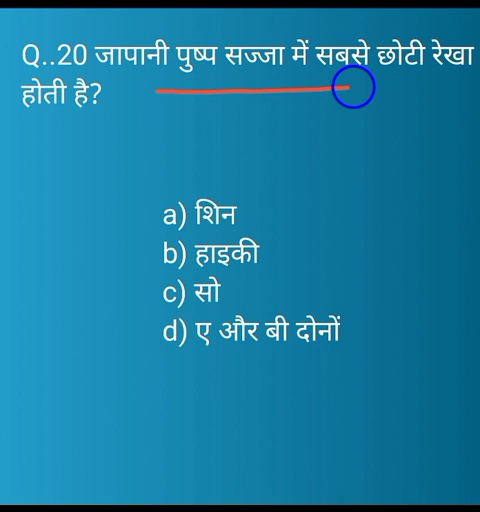 Q..20 जापानी पुष्प सज्जा में सबसे छोटी रेखा
होती है?
a) शिन
b) हाइकी
c) सो
d) ए और बी दोनों